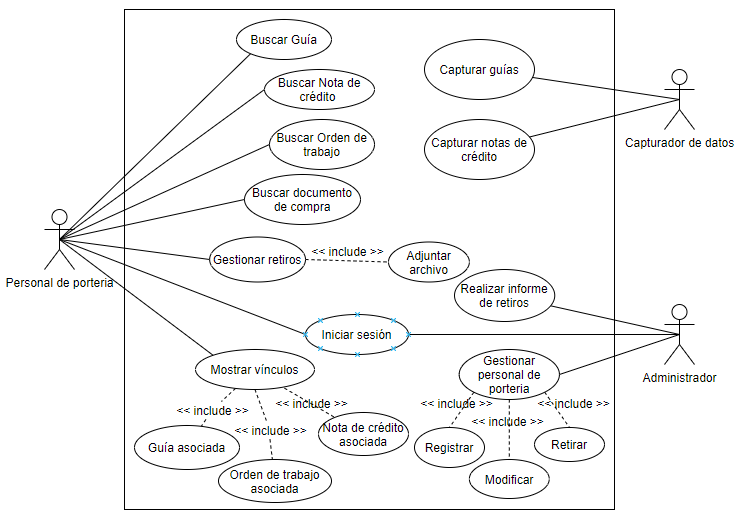 Buscar Guía
Buscar Nota de
crédito
Buscar Orden de
trabajo
Buscar documento
de compra
Capturar guías
Capturar notas de
crédito
Capturador de datos
Personal de porteria
Gestionar retiros
<< include >>
Adjuntar
archivo
Realizar informe
de retiros
Iniciar sesión
Administrador
Mostrar vínculos
<< include >>
<< include >>
<< include >>
Guía asociada
Orden de trabajo
asociada
Nota de crédito
asociada
Gestionar
personal de
porteria
<< include >>
<< include >>
<< include >>
Registrar
Modificar
Retirar